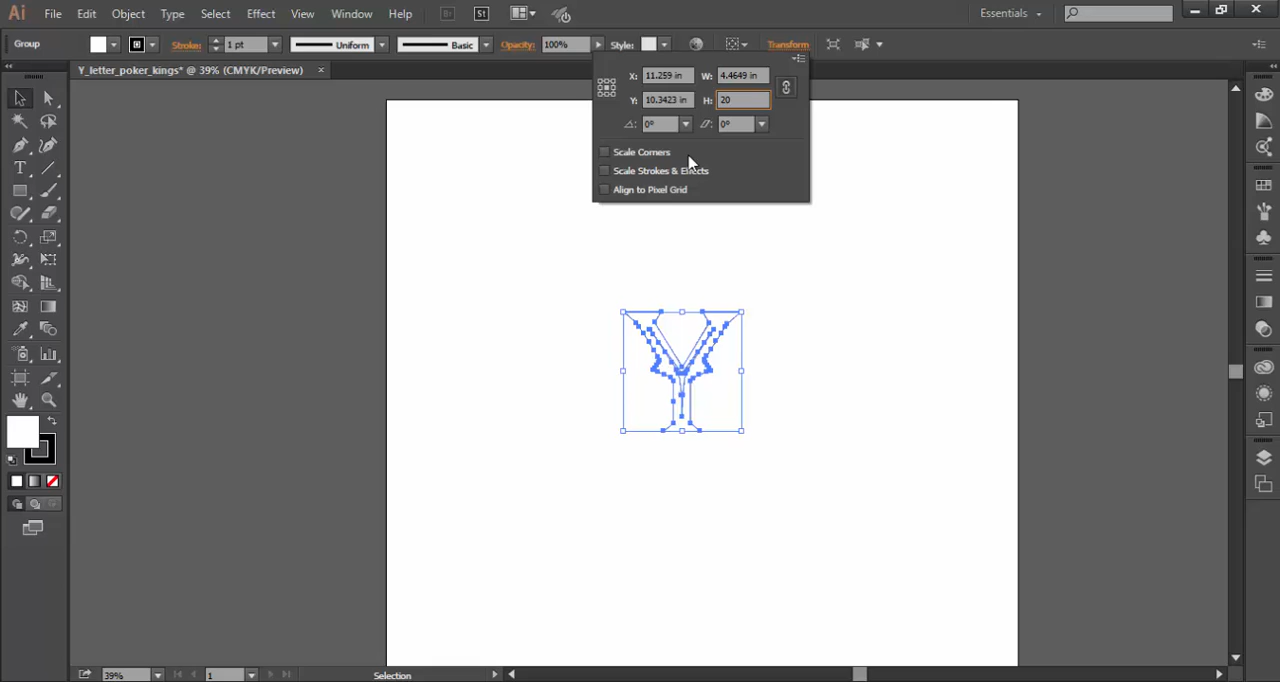 Ai File Edit Object Type Select Effect View Window Help Br St Essentials
Group Stroke: 1 pt Uniform Basic Opacity: 100% Style: Transform
Y_letter_poker_kings* @ 39% (CMYK/Preview) ×
X: 11.259 in W: 4.4649 in
Y: 10.3423 in H: 20
0° 0°
Scale Corners
Scale Strokes & Effects
Align to Pixel Grid
T
Y
39% 1 Selection